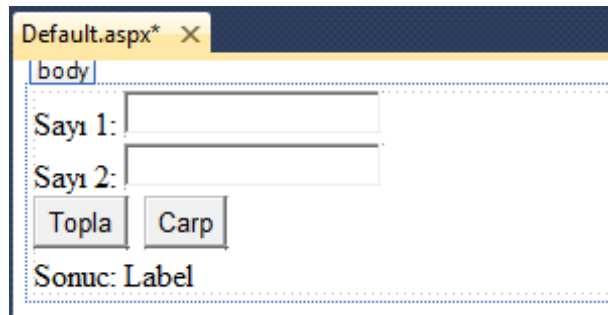 Default.aspx* ×
body
Sayı 1:
Sayı 2:
Topla Carp
Sonuc: Label